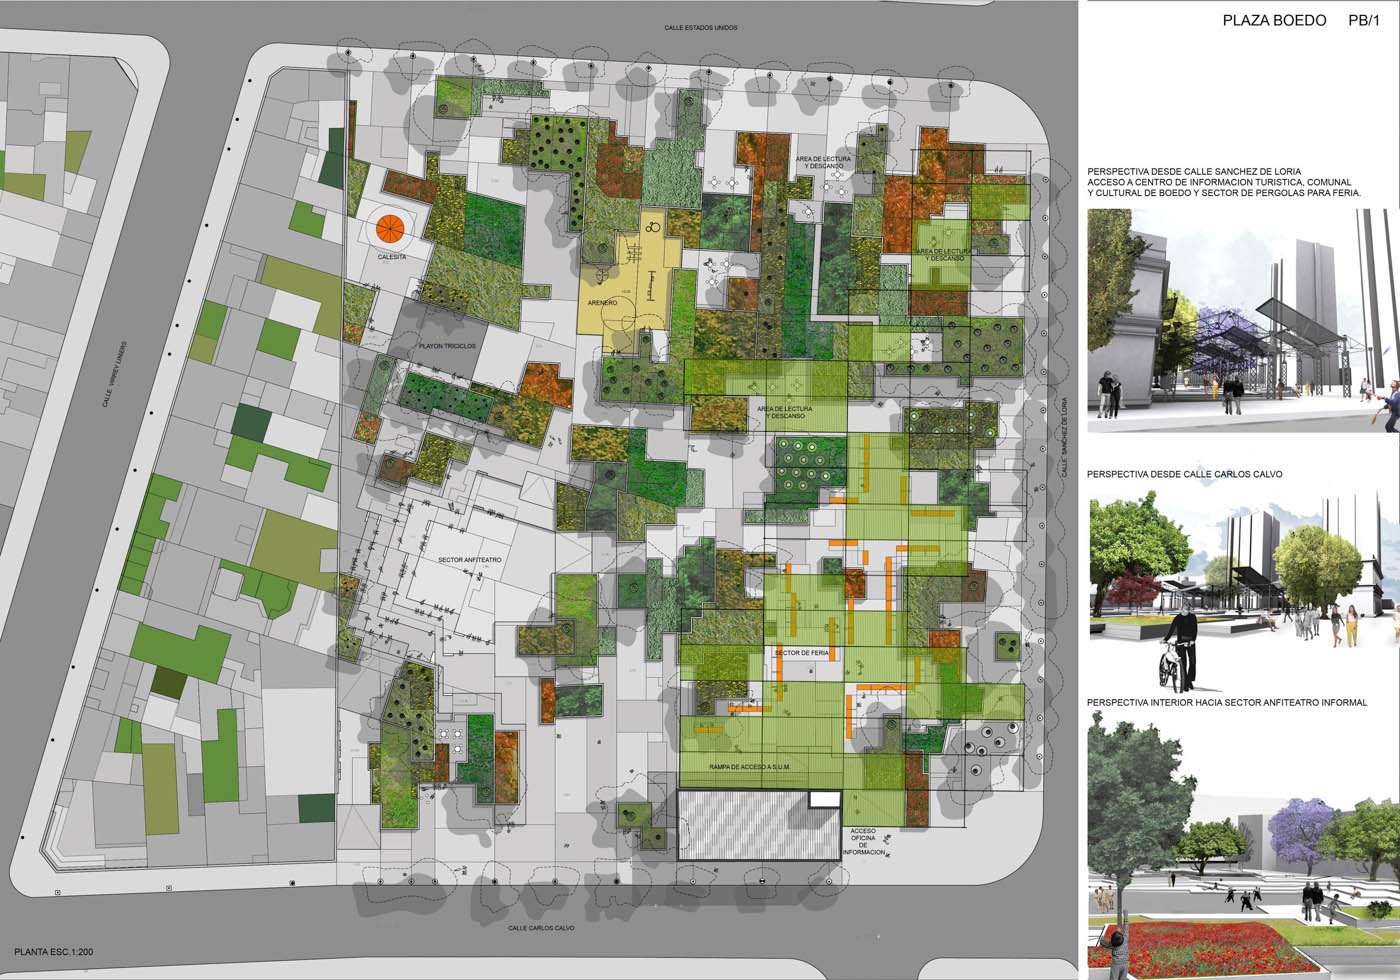 PLAZA BOEDO PB/1
CALLE ESTADOS UNIDOS
AREA DE LECTURA
Y DESCANSO
CALESITA
AREA DE LECTURA
Y DESCANSO
ARENERO
PLAYON TRICICLOS
CALLE VIRREY LINIERS
AREA DE LECTURA
Y DESCANSO
CALLE SANCHEZ DE LORIA
SECTOR ANFITEATRO
SECTOR DE FERIA
RAMPA DE ACCESO A S.U.M.
ACCESO
OFICINA
DE
INFORMACION
CALLE CARLOS CALVO
PLANTA ESC.1:200
PERSPECTIVA DESDE CALLE SANCHEZ DE LORIA
ACCESO A CENTRO DE INFORMACION TURISTICA, COMUNAL
Y CULTURAL DE BOEDO Y SECTOR DE PERGOLAS PARA FERIA.
PERSPECTIVA DESDE CALLE CARLOS CALVO
PERSPECTIVA INTERIOR HACIA SECTOR ANFITEATRO INFORMAL